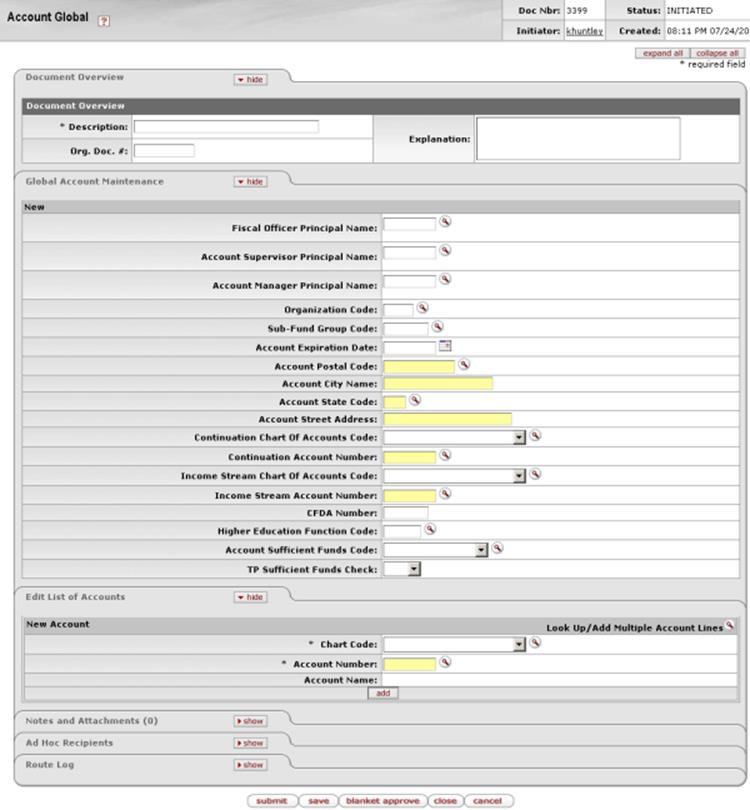 Account Global ?
Doc Nbr: 3399 Status: INITIATED
Initiator: khuntley Created: 08:11 PM 07/24/20
expand all collapse all
* required field
Document Overview hide
Document Overview
* Description:
Explanation:
Org. Doc. #:
Global Account Maintenance hide
New
Fiscal Officer Principal Name:
Account Supervisor Principal Name:
Account Manager Principal Name:
Organization Code:
Sub-Fund Group Code:
Account Expiration Date:
Account Postal Code:
Account City Name:
Account State Code:
Account Street Address:
Continuation Chart Of Accounts Code:
Continuation Account Number:
Income Stream Chart Of Accounts Code:
Income Stream Account Number:
CFDA Number:
Higher Education Function Code:
Account Sufficient Funds Code:
TP Sufficient Funds Check:
Edit List of Accounts hide
New Account Look Up/Add Multiple Account Lines
* Chart Code:
* Account Number:
Account Name:
add
Notes and Attachments (0) show
Ad Hoc Recipients show
Route Log show
submit save blanket approve close cancel